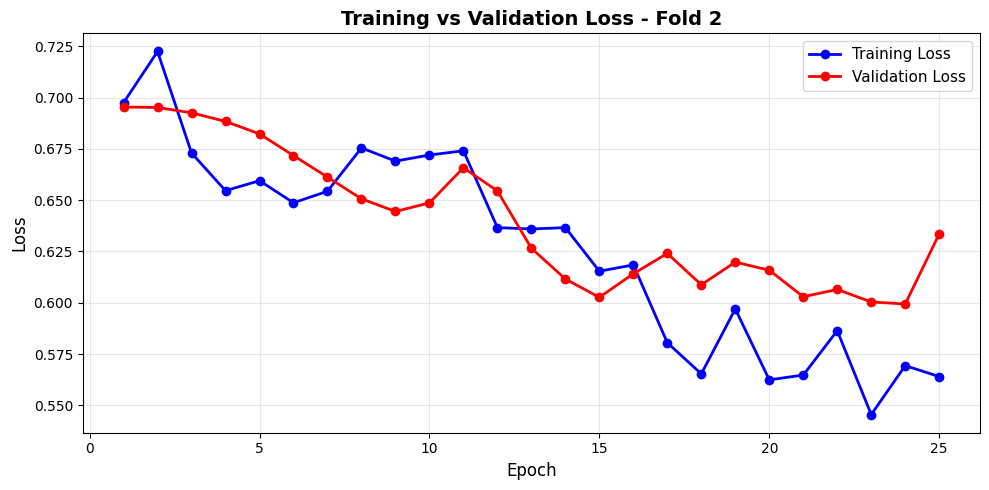 Training vs Validation Loss - Fold 2
Training Loss
Validation Loss
Loss
0.725
0.700
0.675
0.650
0.625
0.600
0.575
0.550
0 5 10 15 20 25
Epoch